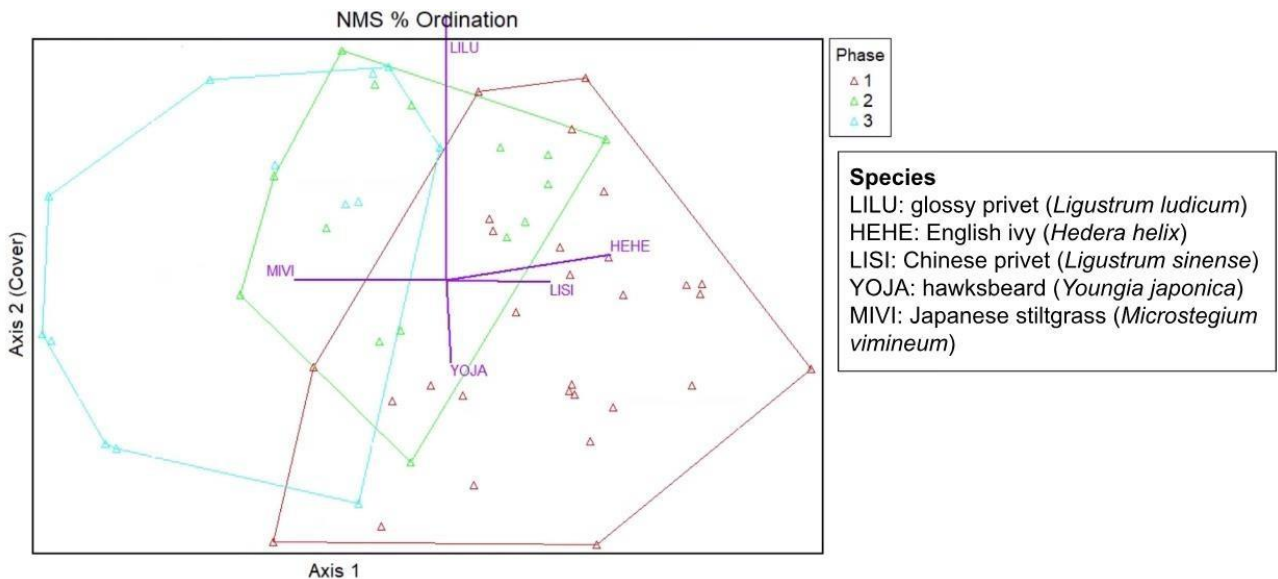 NMS % Ordination
LILU
MIVI
HEHE
LISI
YOJA
Axis 2 (Cover)
Axis 1
Phase
1
2
3
Species
LILU: glossy privet (Ligustrum ludicum)
HEHE: English ivy (Hedera helix)
LISI: Chinese privet (Ligustrum sinense)
YOJA: hawksbeard (Youngia japonica)
MIVI: Japanese stiltgrass (Microstegium
vimineum)